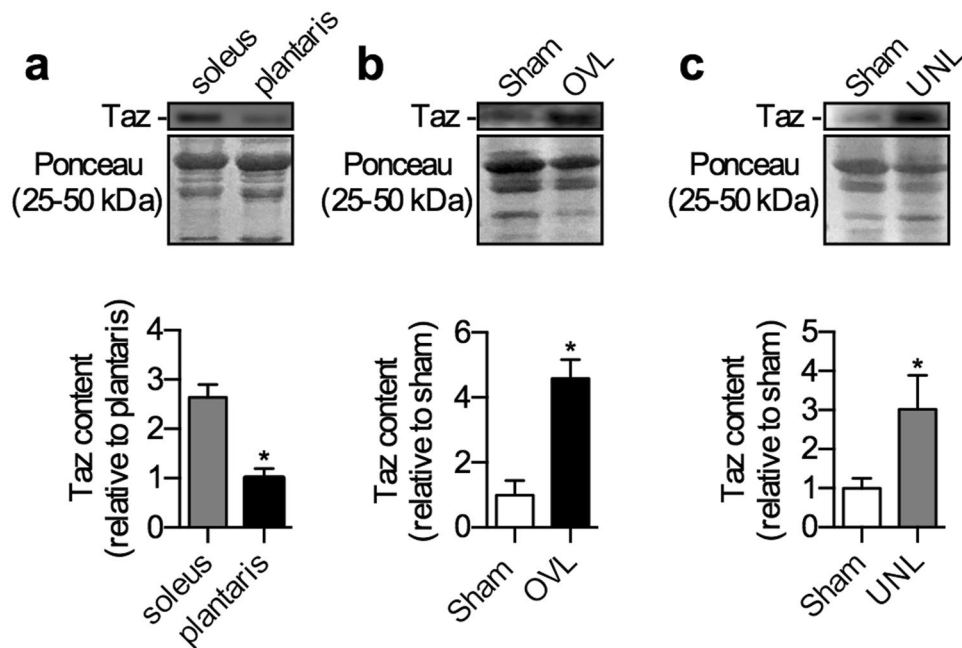 a
soleus
plantaris
Taz -
Ponceau
(25-50 kDa)
Taz content
(relative to plantaris)
4
3
2
1
0
*
soleus
plantaris
b
Sham
OVL
Taz -
Taz content
(relative to sham)
6
4
2
0
*
Sham
OVL
Ponceau
(25-50 kDa)
c
Sham
UNL
Taz -
Ponceau
(25-50 kDa)
Taz content
(relative to sham)
5
4
3
2
1
0
*
Sham
UNL